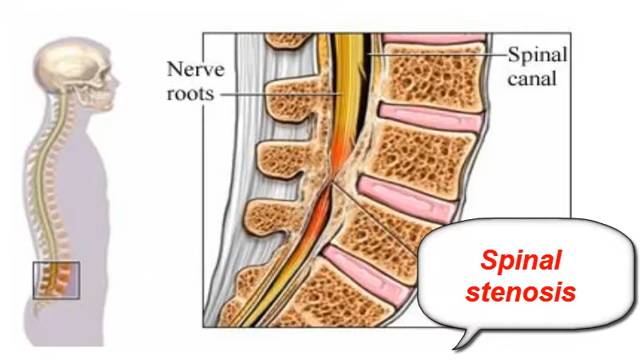 Nerve
roots
Spinal
canal
Spinal
stenosis